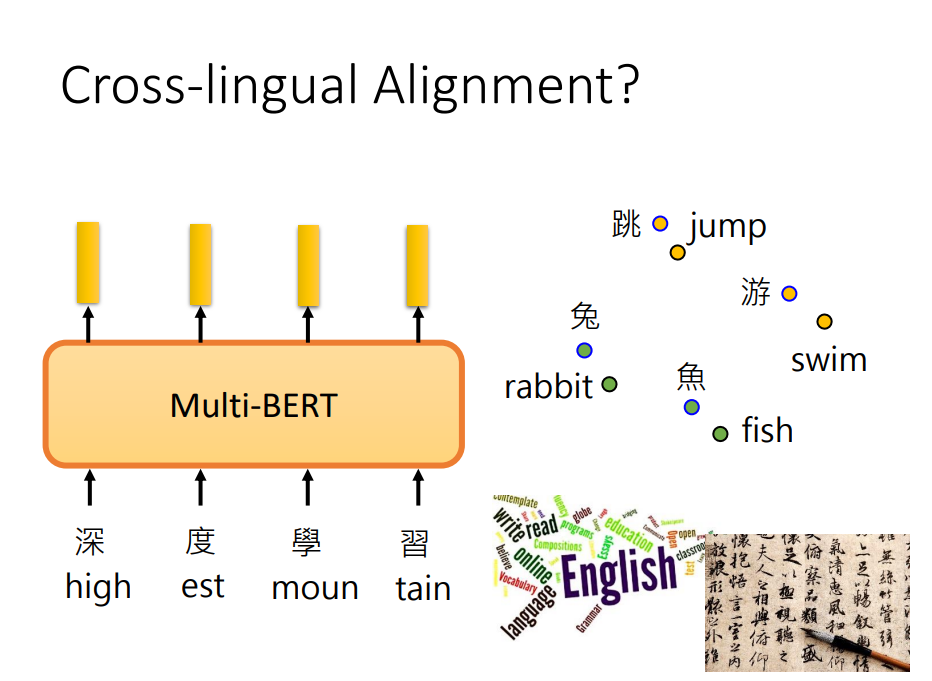 Cross-lingual Alignment?
跳 jump
游
swim
兔
rabbit
魚
fish
Multi-BERT
深 度 學 習
high est moun tain
contemplate
write
read
globe
programs
education
Compositions
Essays
believe
online
Vocabulary
English
open
classroom
test
language
Grammar